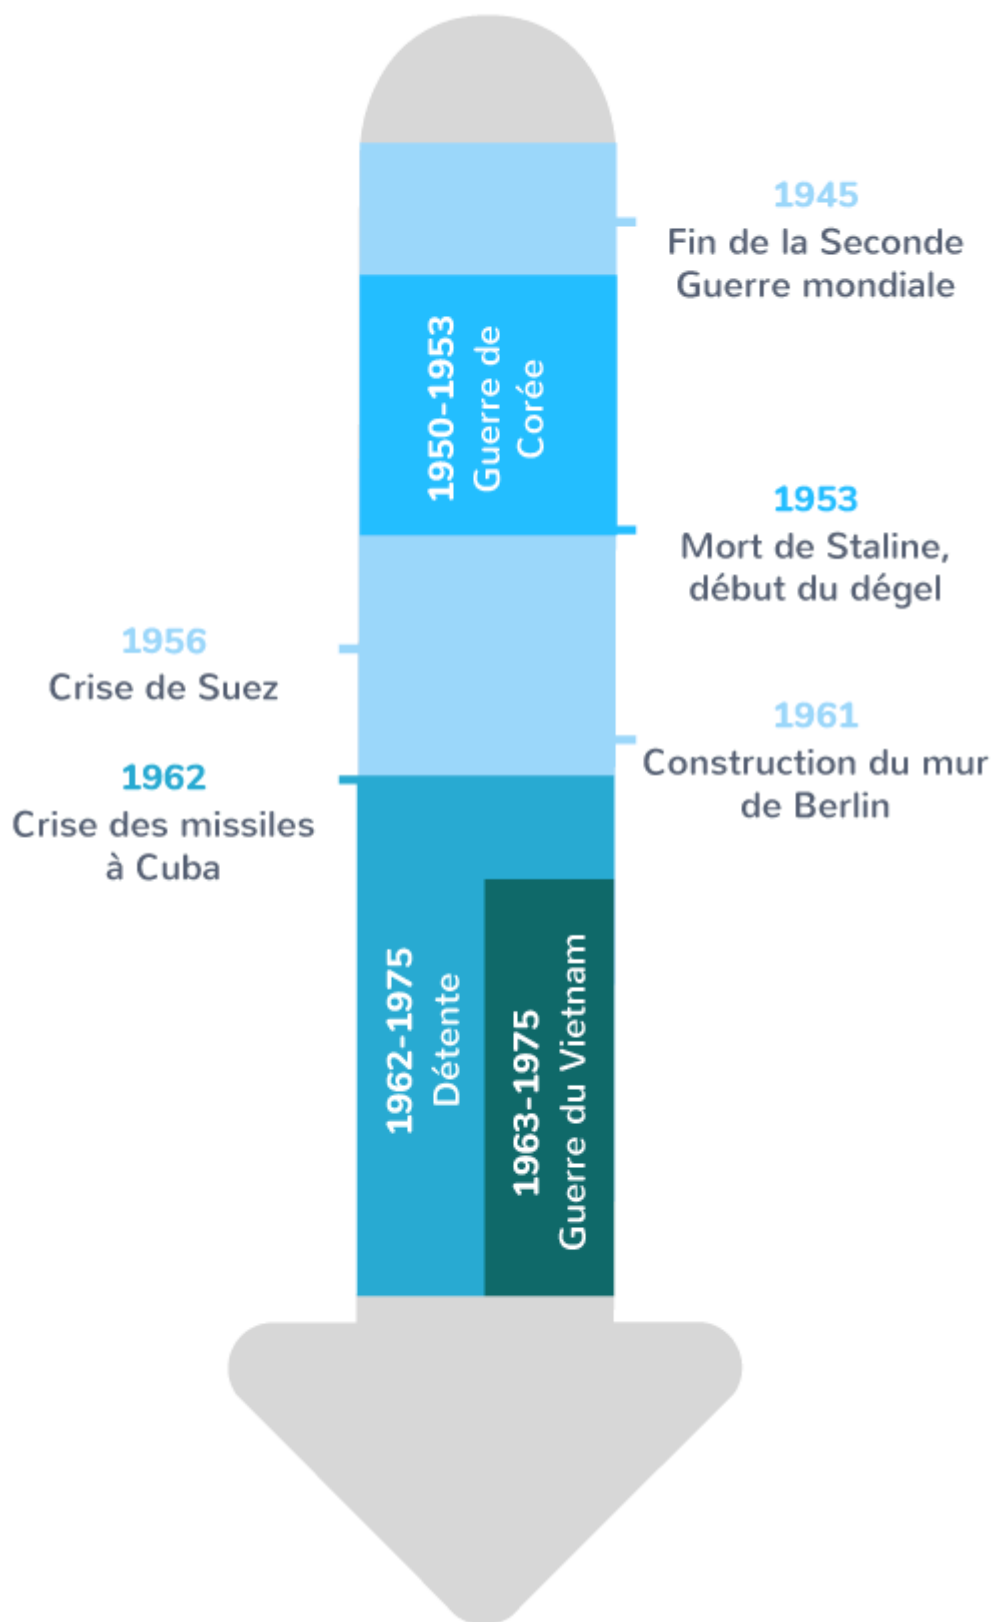 1945
Fin de la Seconde
Guerre mondiale
1950-1953
Guerre de
Corée
1953
Mort de Staline,
début du dégel
1956
Crise de Suez
1961
Construction du mur
de Berlin
1962
Crise des missiles
à Cuba
1962-1975
Détente
1963-1975
Guerre du Vietnam